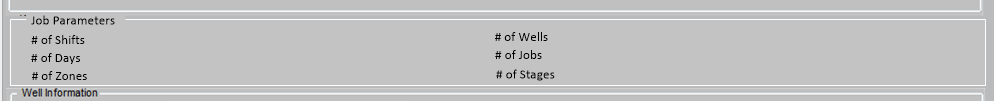 Job Parameters
# of Shifts
# of Days
# of Zones
# of Wells
# of Jobs
# of Stages
Well Information